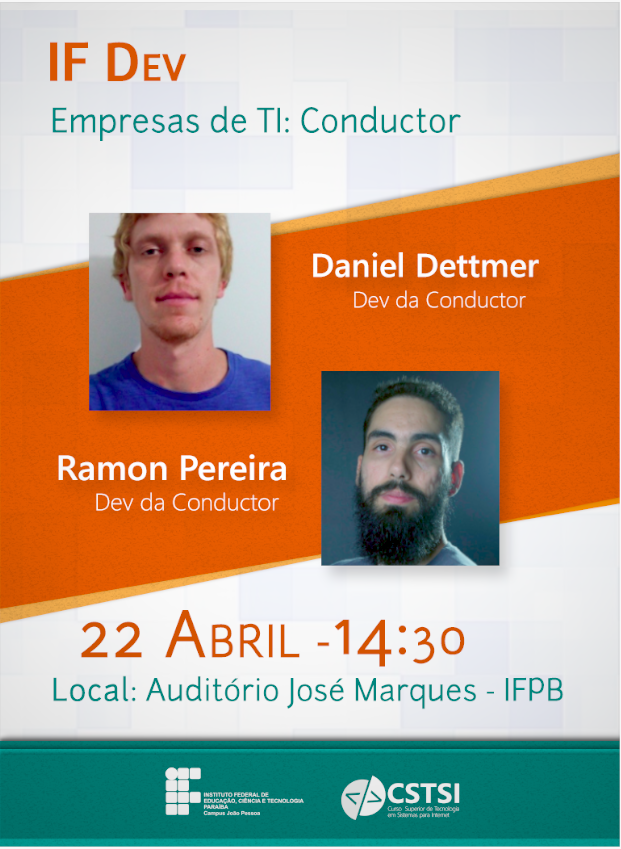 IF DEV
Empresas de TI: Conductor
Daniel Dettmer
Dev da Conductor
Ramon Pereira
Dev da Conductor
22 ABRIL -14:30
Local: Auditório José Marques - IFPB
INSTITUTO FEDERAL DE
EDUCAÇÃO, CIÊNCIA E TECNOLOGIA
PARAÍBA
Campus João Pessoa
CSTSI
Curso Superior de Tecnologia
em Sistemas para Internet